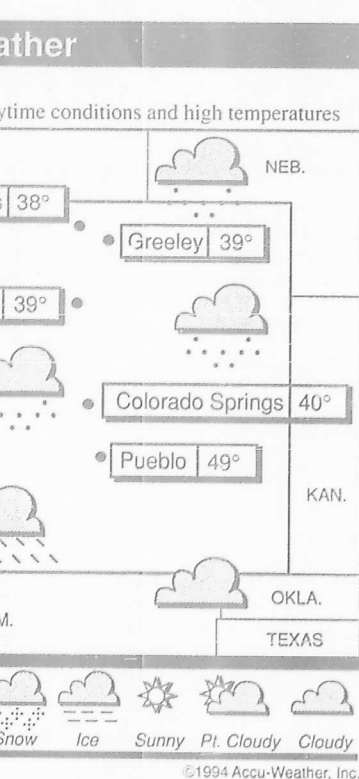 ather
ytime conditions and high temperatures
NEB.
s 38°
Greeley 39°
39°
Colorado Springs 40°
Pueblo 49°
KAN.
OKLA.
M.
TEXAS
Snow Ice Sunny Pt. Cloudy Cloudy
©1994 Accu-Weather, Inc